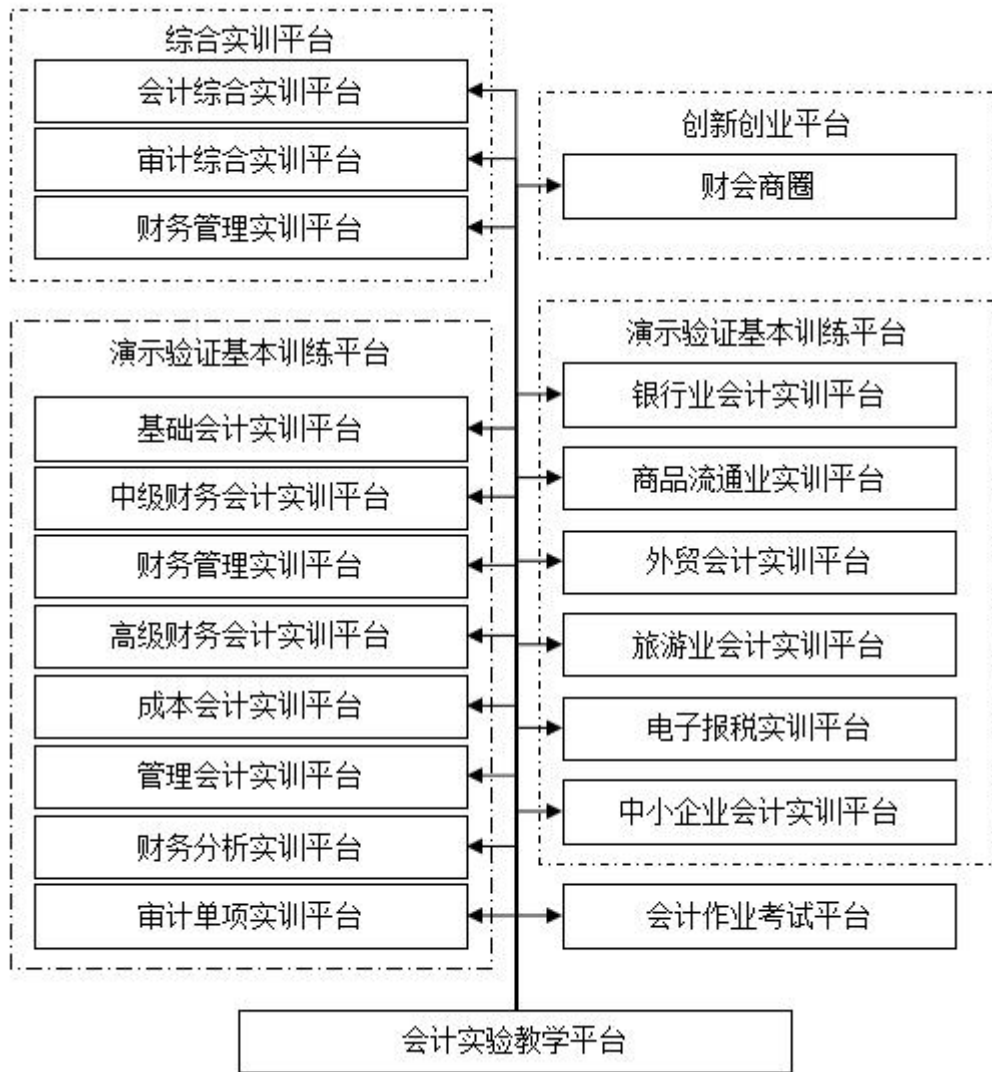 综合实训平台
会计综合实训平台
审计综合实训平台
财务管理实训平台
创新创业平台
财会商圈
演示验证基本训练平台
基础会计实训平台
中级财务会计实训平台
财务管理实训平台
高级财务会计实训平台
成本会计实训平台
管理会计实训平台
财务分析实训平台
审计单项实训平台
演示验证基本训练平台
银行业会计实训平台
商品流通业实训平台
外贸会计实训平台
旅游业会计实训平台
电子报税实训平台
中小企业会计实训平台
会计作业考试平台
会计实验教学平台